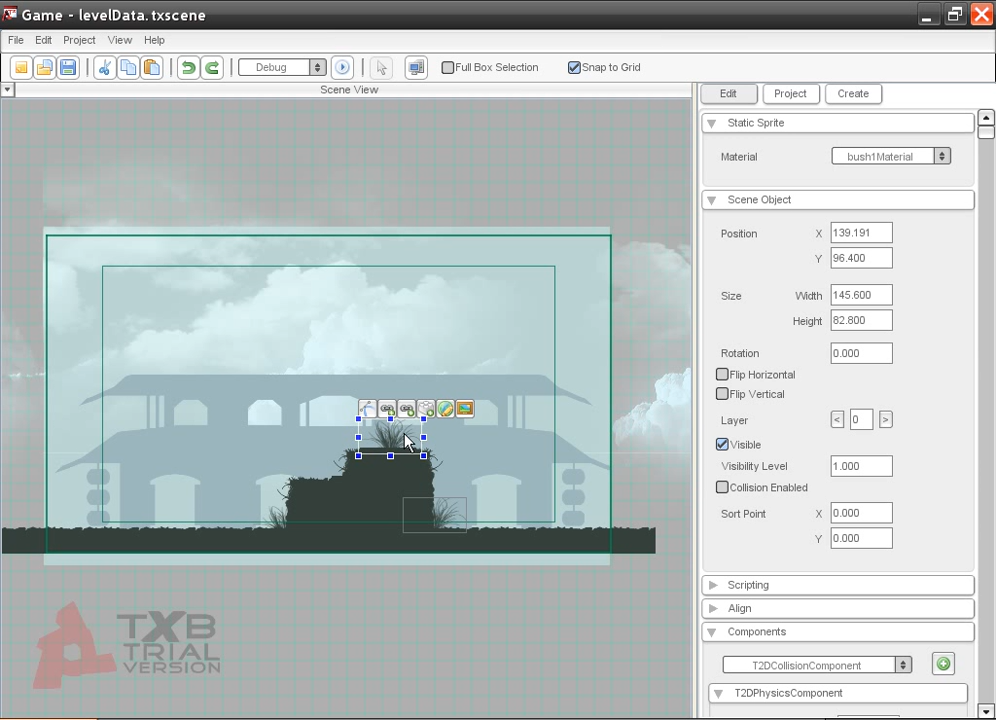 Game - levelData.txscene
File Edit Project View Help
Debug Full Box Selection Snap to Grid
Scene View
Edit Project Create
Static Sprite
Material bush1Material
Scene Object
Position X 139.191
Y 96.400
Size Width 145.600
Height 82.800
Rotation 0.000
Flip Horizontal
Flip Vertical
Layer < 0 >
Visible
Visibility Level 1.000
Collision Enabled
Sort Point X 0.000
Y 0.000
Scripting
Align
Components
T2DCollisionComponent
T2DPhysicsComponent
TXB
TRIAL
VERSION